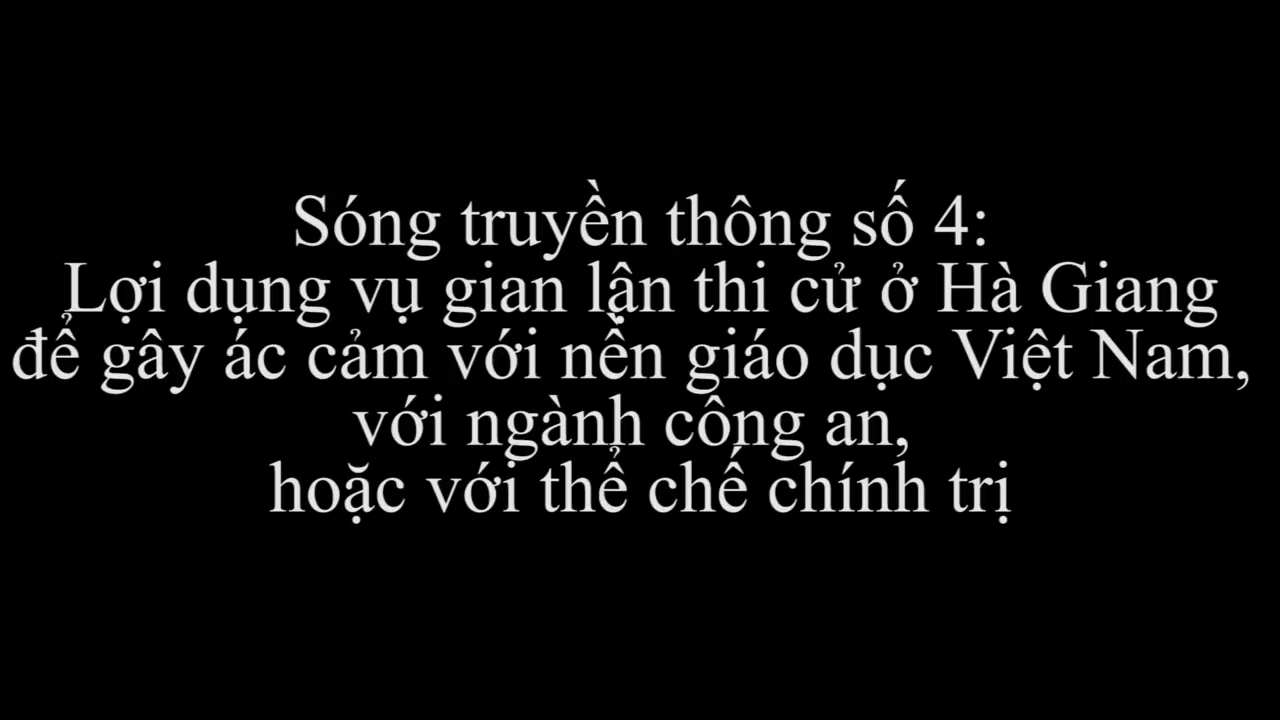 Sóng truyền thông số 4:
Lợi dụng vụ gian lận thi cử ở Hà Giang
để gây ác cảm với nền giáo dục Việt Nam,
với ngành công an,
hoặc với thể chế chính trị